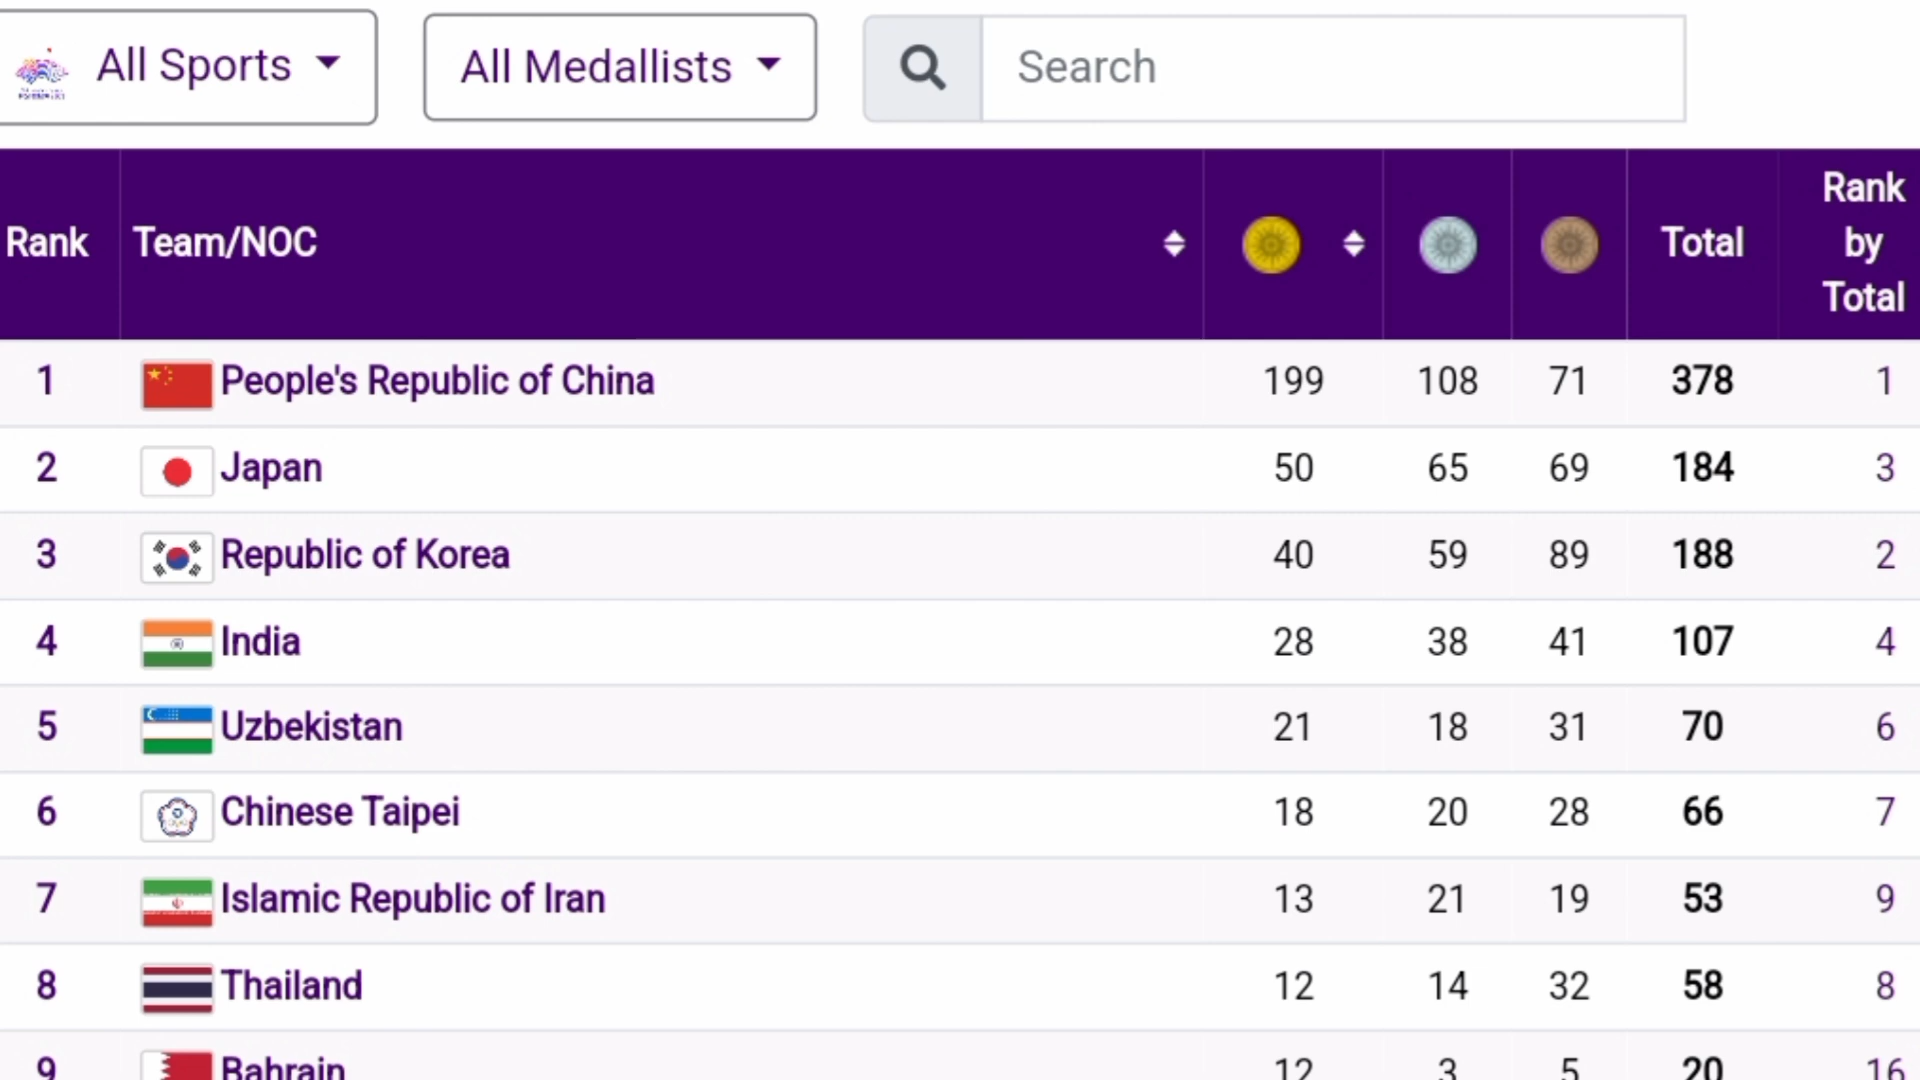 All Sports
All Medallists
Search
Rank Team/NOC Total Rank by Total
1 People's Republic of China 199 108 71 378 1
2 Japan 50 65 69 184 3
3 Republic of Korea 40 59 89 188 2
4 India 28 38 41 107 4
5 Uzbekistan 21 18 31 70 6
6 Chinese Taipei 18 20 28 66 7
7 Islamic Republic of Iran 13 21 19 53 9
8 Thailand 12 14 32 58 8
9 Bahrain 12 3 5 20 16